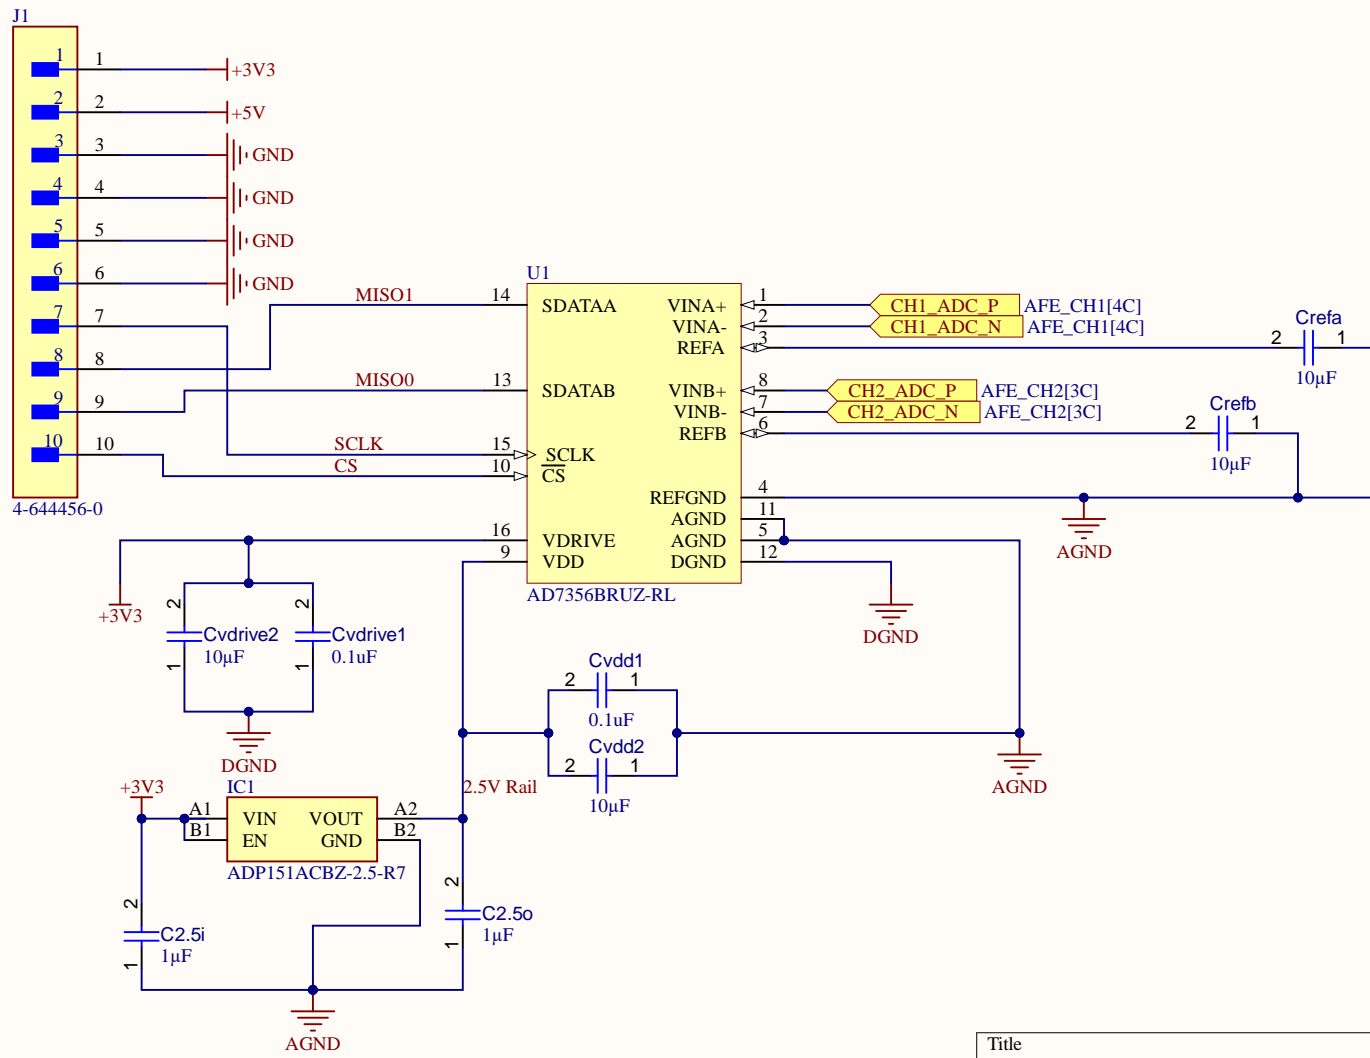 J1
1 1 +3V3
2 2 +5V
3 3 GND
4 4 GND
5 5 GND
6 6 GND
7 7
8 8
9 9
10 10
4-644456-0
MISO1
MISO0
SCLK
CS
U1
14 SDATAA VINA+ 1 CH1_ADC_P AFE_CH1[4C]
VINA- 2 CH1_ADC_N AFE_CH1[4C]
REFA 3
13 SDATAB VINB+ 8 CH2_ADC_P AFE_CH2[3C]
VINB- 7 CH2_ADC_N AFE_CH2[3C]
REFB 6
15 SCLK
10 CS
REFGND 4
AGND 11
16 VDRIVE AGND 5
9 VDD DGND 12
AD7356BRUZ-RL
Crefa
2 1
10µF
Crefb
2 1
10µF
AGND
DGND
+3V3
2 2
Cvdrive2 Cvdrive1
10µF 0.1uF
1 1
DGND
Cvdd1
2 1
0.1uF
Cvdd2
2 1
10µF
AGND
2.5V Rail
+3V3
IC1
A1 VIN VOUT A2
B1 EN GND B2
ADP151ACBZ-2.5-R7
2
C2.5i
1µF
1
2
C2.5o
1µF
1
AGND
Title